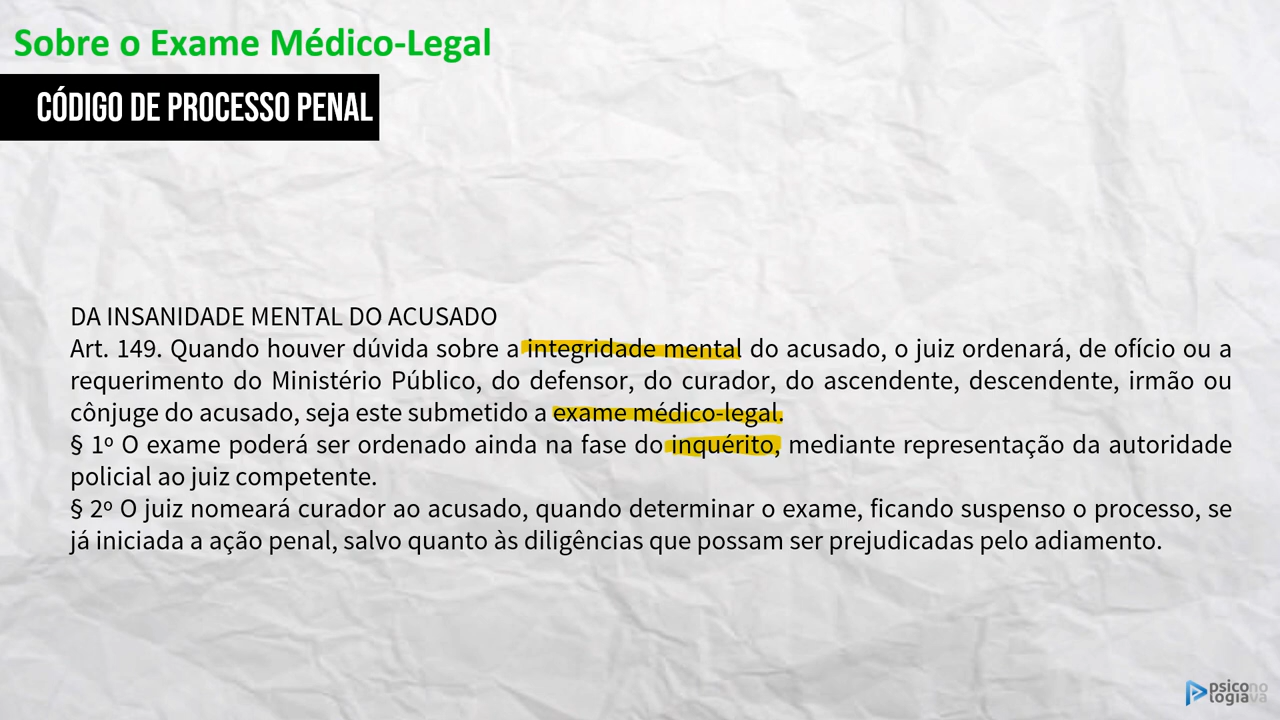 Sobre o Exame Médico-Legal
CÓDIGO DE PROCESSO PENAL
DA INSANIDADE MENTAL DO ACUSADO
Art. 149. Quando houver dúvida sobre a integridade mental do acusado, o juiz ordenará, de ofício ou a
requerimento do Ministério Público, do defensor, do curador, do ascendente, descendente, irmão ou
cônjuge do acusado, seja este submetido a exame médico-legal.
§ 1º O exame poderá ser ordenado ainda na fase do inquérito, mediante representação da autoridade
policial ao juiz competente.
§ 2º O juiz nomeará curador ao acusado, quando determinar o exame, ficando suspenso o processo, se
já iniciada a ação penal, salvo quanto às diligências que possam ser prejudicadas pelo adiamento.
psicono
logiava